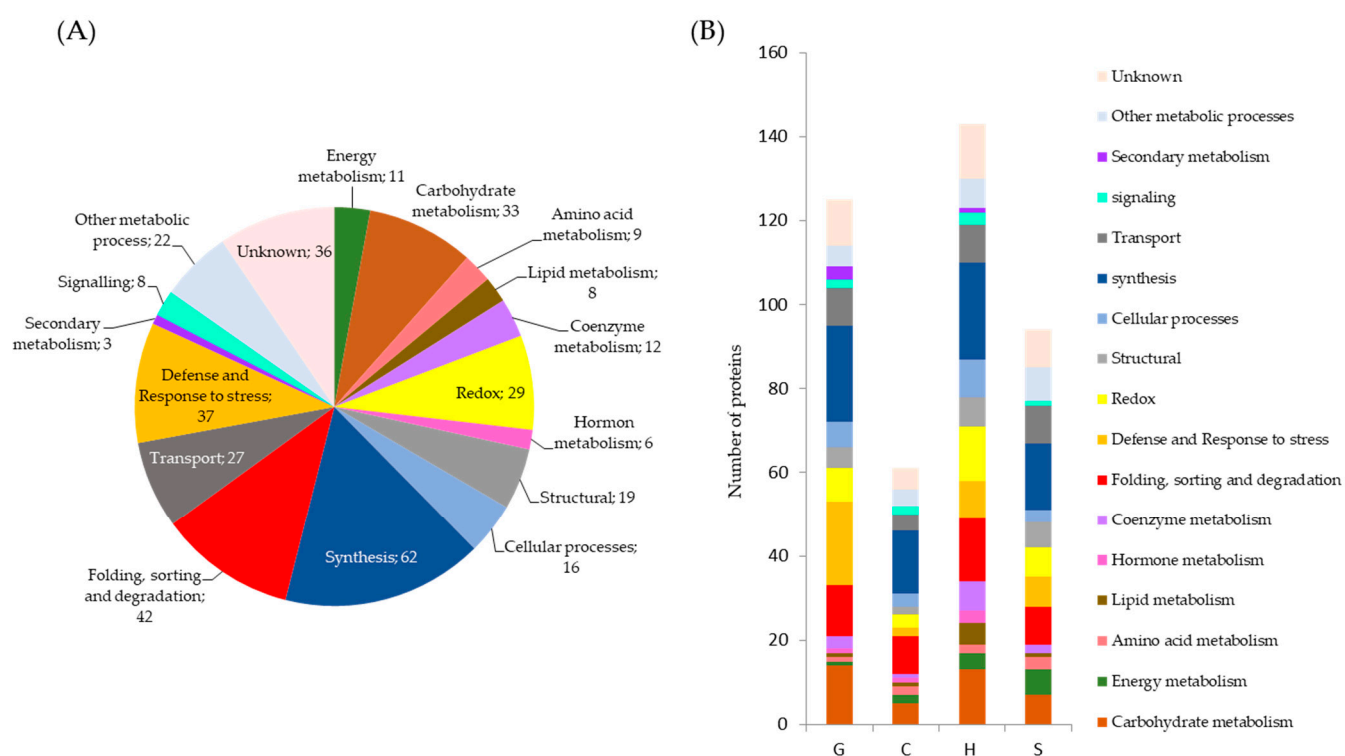 (A)
Energy
metabolism; 11
Carbohydrate
metabolism; 33
Amino acid
metabolism; 9
Lipid metabolism;
8
Coenzyme
metabolism; 12
Redox; 29
Hormon
metabolism; 6
Structural; 19
Cellular processes;
16
Synthesis; 62
Folding, sorting
and degradation;
42
Transport; 27
Defense and
Response to stress;
37
Secondary
metabolism; 3
Signalling; 8
Other metabolic
process; 22
Unknown; 36
(B)
Number of proteins
160
140
120
100
80
60
40
20
0
G
C
H
S
Unknown
Other metabolic processes
Secondary metabolism
signaling
Transport
synthesis
Cellular processes
Structural
Redox
Defense and Response to stress
Folding, sorting and degradation
Coenzyme metabolism
Hormone metabolism
Lipid metabolism
Amino acid metabolism
Energy metabolism
Carbohydrate metabolism